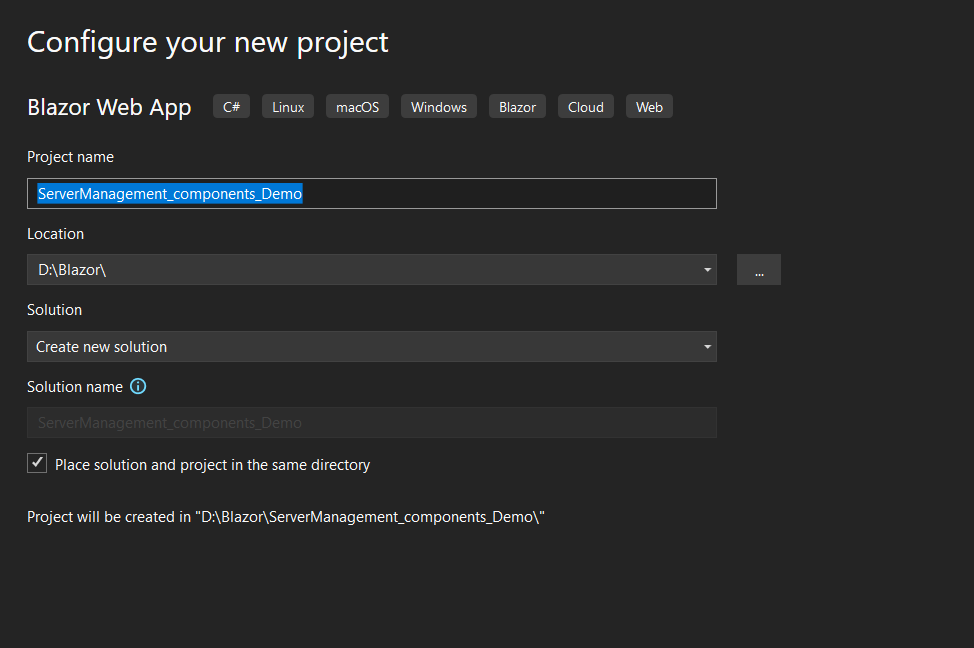 Configure your new project
Blazor Web App C# Linux macOS Windows Blazor Cloud Web
Project name
ServerManagement_components_Demo
Location
D:\Blazor\
...
Solution
Create new solution
Solution name
ServerManagement_components_Demo
Place solution and project in the same directory
Project will be created in "D:\Blazor\ServerManagement_components_Demo\"